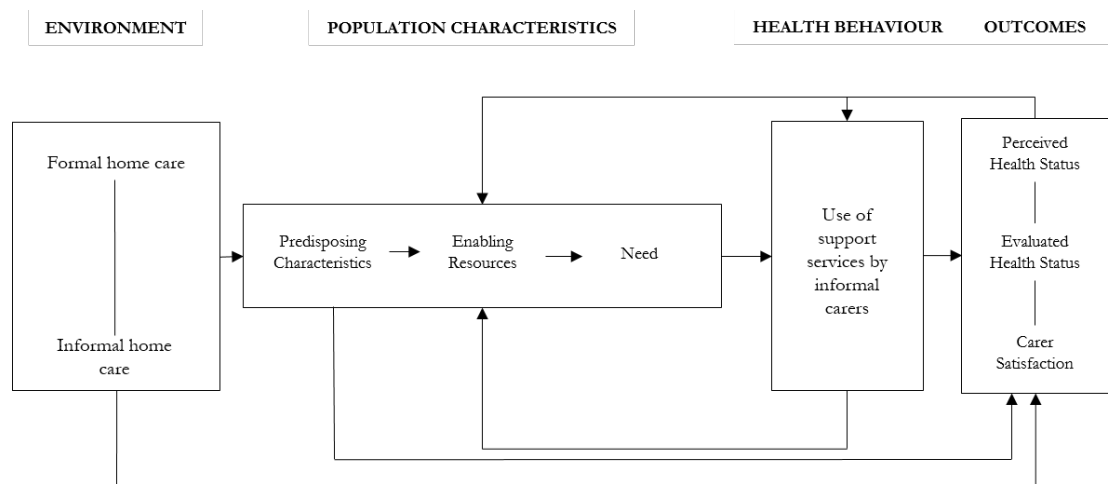 ENVIRONMENT
POPULATION CHARACTERISTICS
HEALTH BEHAVIOUR
OUTCOMES
Formal home care
Informal home
care
Predisposing
Characteristics
Enabling
Resources
Need
Use of
support
services by
informal
carers
Perceived
Health Status
Evaluated
Health Status
Carer
Satisfaction